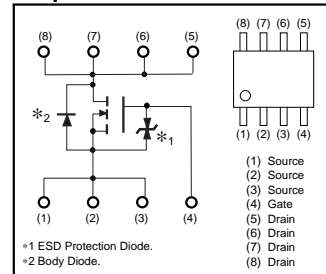 (8) (7) (6) (5)
*2
*1
(1) (2) (3) (4)
*1 ESD Protection Diode.
*2 Body Diode.
(8) (7) (6) (5)
(1) (2) (3) (4)
(1) Source
(2) Source
(3) Source
(4) Gate
(5) Drain
(6) Drain
(7) Drain
(8) Drain